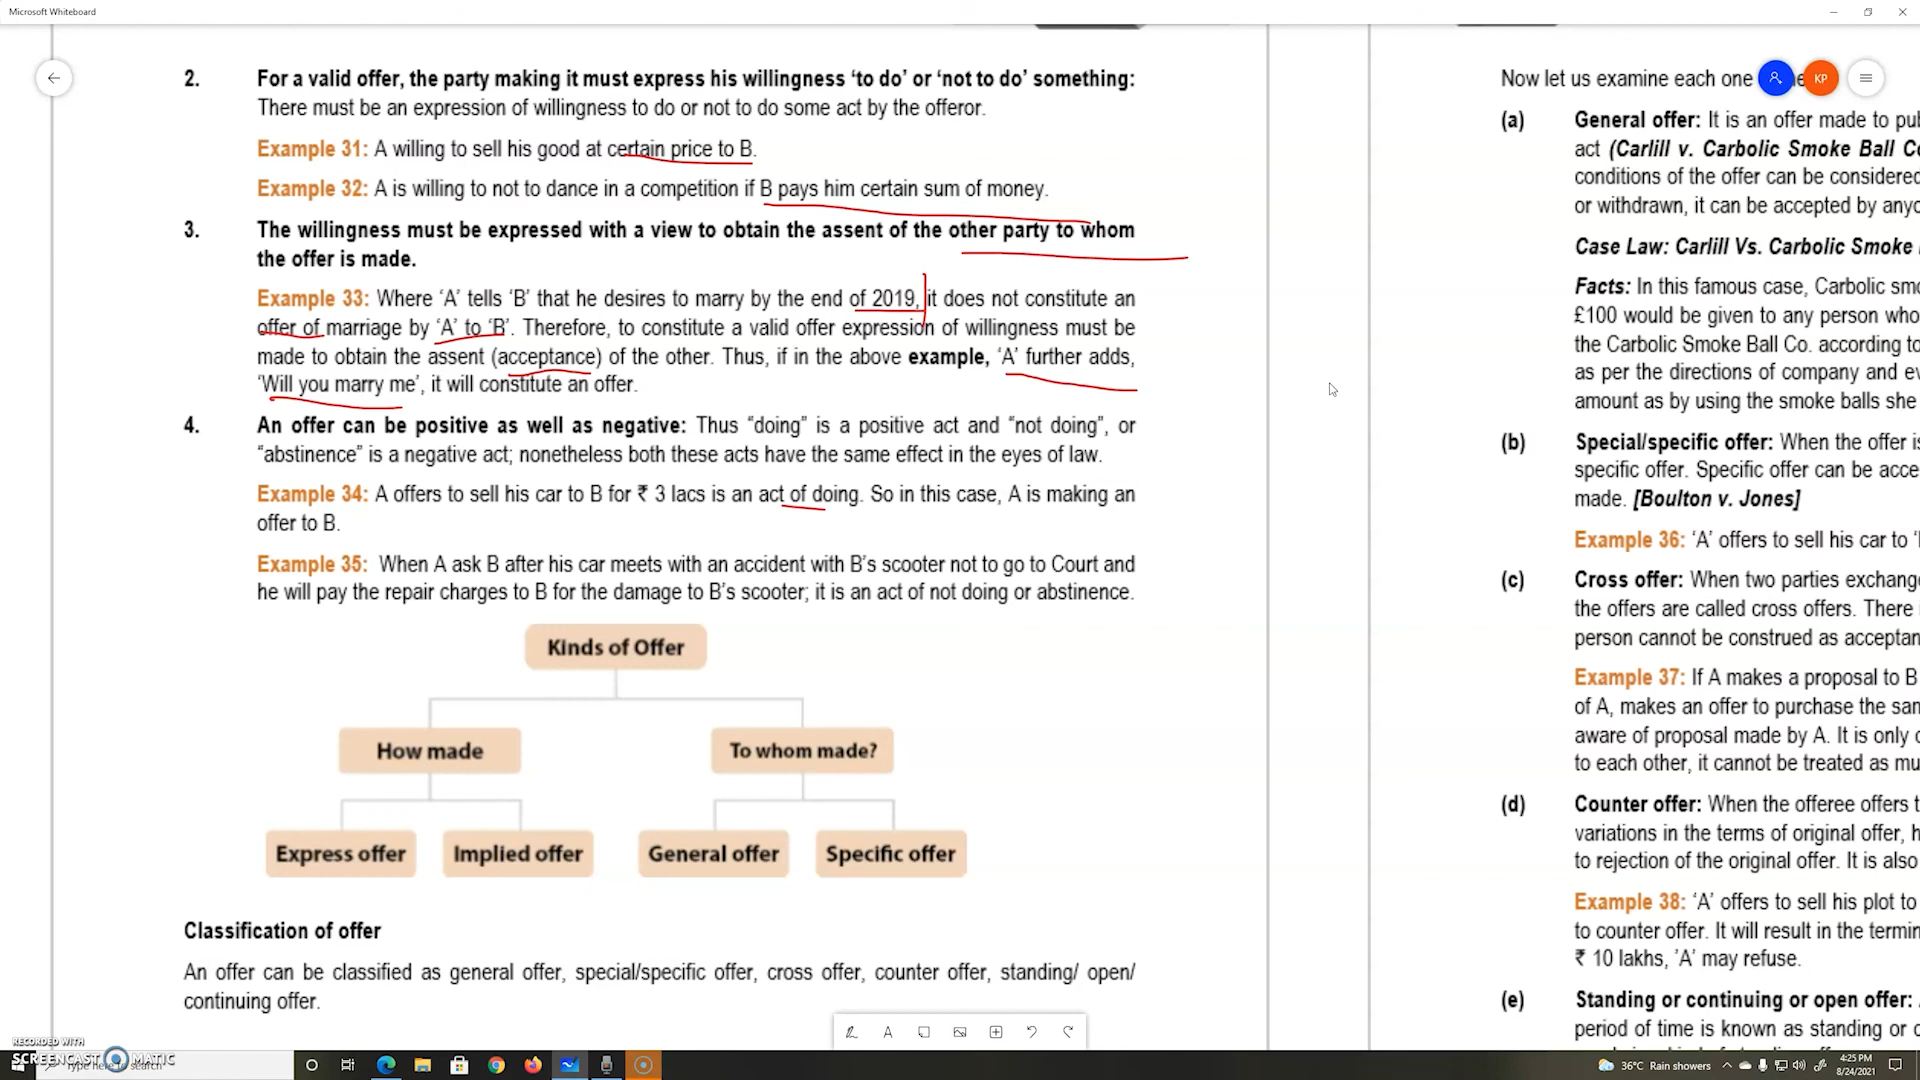 Microsoft Whiteboard
2. For a valid offer, the party making it must express his willingness ‘to do’ or ‘not to do’ something:
There must be an expression of willingness to do or not to do some act by the offeror.
Example 31: A willing to sell his good at certain price to B.
Example 32: A is willing to not to dance in a competition if B pays him certain sum of money.
3. The willingness must be expressed with a view to obtain the assent of the other party to whom
the offer is made.
Example 33: Where ‘A’ tells ‘B’ that he desires to marry by the end of 2019, it does not constitute an
offer of marriage by ‘A’ to ‘B’. Therefore, to constitute a valid offer expression of willingness must be
made to obtain the assent (acceptance) of the other. Thus, if in the above example, ‘A’ further adds,
‘Will you marry me’, it will constitute an offer.
4. An offer can be positive as well as negative: Thus “doing” is a positive act and “not doing”, or
“abstinence” is a negative act; nonetheless both these acts have the same effect in the eyes of law.
Example 34: A offers to sell his car to B for ₹ 3 lacs is an act of doing. So in this case, A is making an
offer to B.
Example 35: When A ask B after his car meets with an accident with B’s scooter not to go to Court and
he will pay the repair charges to B for the damage to B’s scooter; it is an act of not doing or abstinence.
Kinds of Offer
How made
To whom made?
Express offer
Implied offer
General offer
Specific offer
Classification of offer
An offer can be classified as general offer, special/specific offer, cross offer, counter offer, standing/ open/
continuing offer.
Now let us examine each one
KP
(a) General offer: It is an offer made to pub
act (Carlill v. Carbolic Smoke Ball Co
conditions of the offer can be considered
or withdrawn, it can be accepted by anyo
Case Law: Carlill Vs. Carbolic Smoke
Facts: In this famous case, Carbolic smo
£100 would be given to any person who
the Carbolic Smoke Ball Co. according to
as per the directions of company and ev
amount as by using the smoke balls she
(b) Special/specific offer: When the offer is
specific offer. Specific offer can be acce
made. [Boulton v. Jones]
Example 36: ‘A’ offers to sell his car to ‘
(c) Cross offer: When two parties exchange
the offers are called cross offers. There
person cannot be construed as acceptan
Example 37: If A makes a proposal to B
of A, makes an offer to purchase the sam
aware of proposal made by A. It is only
to each other, it cannot be treated as mu
(d) Counter offer: When the offeree offers t
variations in the terms of original offer, h
to rejection of the original offer. It is also
Example 38: ‘A’ offers to sell his plot to
to counter offer. It will result in the termin
₹ 10 lakhs, ‘A’ may refuse.
(e) Standing or continuing or open offer:
period of time is known as standing or
RECORDED WITH
SCREENCAST MATIC
Type here to search
36°C Rain showers
4:25 PM
8/24/2021